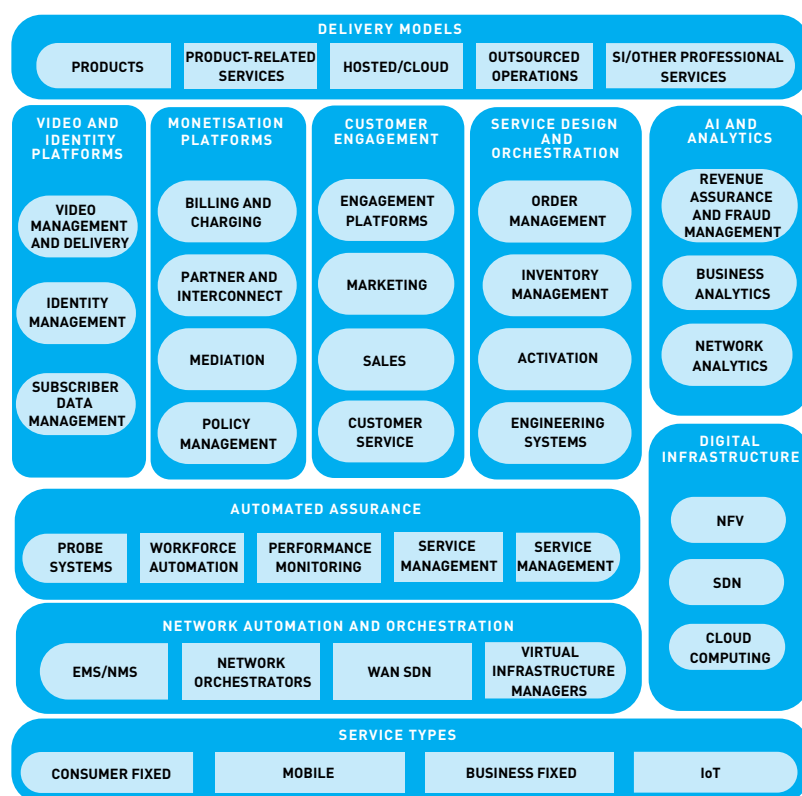 DELIVERY MODELS
PRODUCTS
PRODUCT-RELATED
SERVICES
HOSTED/CLOUD
OUTSOURCED
OPERATIONS
SI/OTHER PROFESSIONAL
SERVICES
VIDEO AND
IDENTITY
PLATFORMS
VIDEO
MANAGEMENT
AND DELIVERY
IDENTITY
MANAGEMENT
SUBSCRIBER
DATA
MANAGEMENT
MONETISATION
PLATFORMS
BILLING AND
CHARGING
PARTNER AND
INTERCONNECT
MEDIATION
POLICY
MANAGEMENT
CUSTOMER
ENGAGEMENT
ENGAGEMENT
PLATFORMS
MARKETING
SALES
CUSTOMER
SERVICE
SERVICE DESIGN
AND
ORCHESTRATION
ORDER
MANAGEMENT
INVENTORY
MANAGEMENT
ACTIVATION
ENGINEERING
SYSTEMS
AI AND
ANALYTICS
REVENUE
ASSURANCE
AND FRAUD
MANAGEMENT
BUSINESS
ANALYTICS
NETWORK
ANALYTICS
DIGITAL
INFRASTRUCTURE
NFV
SDN
CLOUD
COMPUTING
AUTOMATED ASSURANCE
PROBE
SYSTEMS
WORKFORCE
AUTOMATION
PERFORMANCE
MONITORING
SERVICE
MANAGEMENT
SERVICE
MANAGEMENT
NETWORK AUTOMATION AND ORCHESTRATION
EMS/NMS
NETWORK
ORCHESTRATORS
WAN SDN
VIRTUAL
INFRASTRUCTURE
MANAGERS
SERVICE TYPES
CONSUMER FIXED
MOBILE
BUSINESS FIXED
IoT